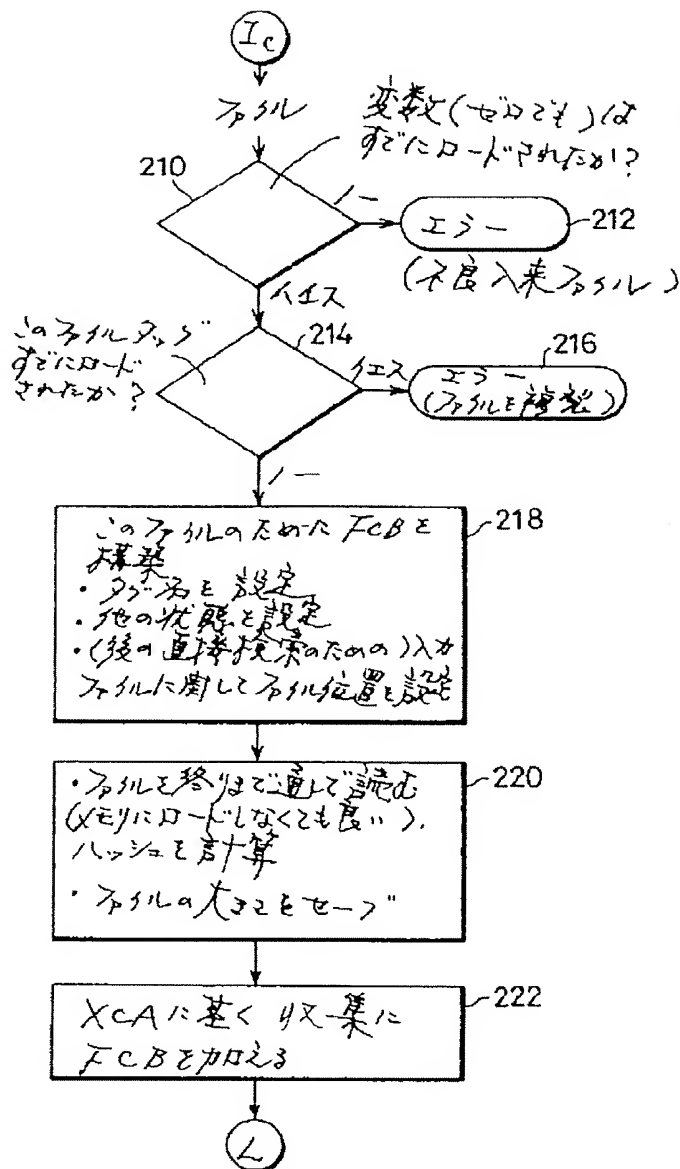 Ic
ファイル
変数(ゼロでも)は
すでにロードされたか?
210
ノー
エラー
212
(不良入来ファイル)
イエス
このファイルタッグ
すでにロード
されたか?
214
イエス
216
エラー
(ファイルを複製)
ノー
218
このファイルのために FCBを
構築
・タグ名を設定
・他の状態を設定
・(後の直接検索のための)入力
ファイルに関してファイル位置を設定
220
・ファイルを終りまで通して読む
(メモリにロードしなくても良い),
ハッシュを計算
・ファイルの大きさをセーブ
222
XCAに基く収集に
FCBを加える
L